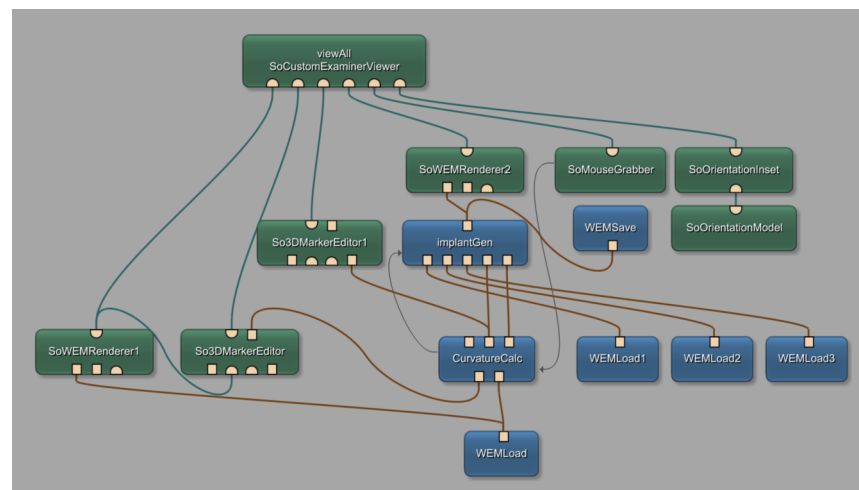 viewAll
SoCustomExaminerViewer
SoWEMRenderer2
SoMouseGrabber
SoOrientationInset
So3DMarkerEditor1
implantGen
WEMSave
SoOrientationModel
SoWEMRenderer1
So3DMarkerEditor
CurvatureCalc
WEMLoad1
WEMLoad2
WEMLoad3
WEMLoad